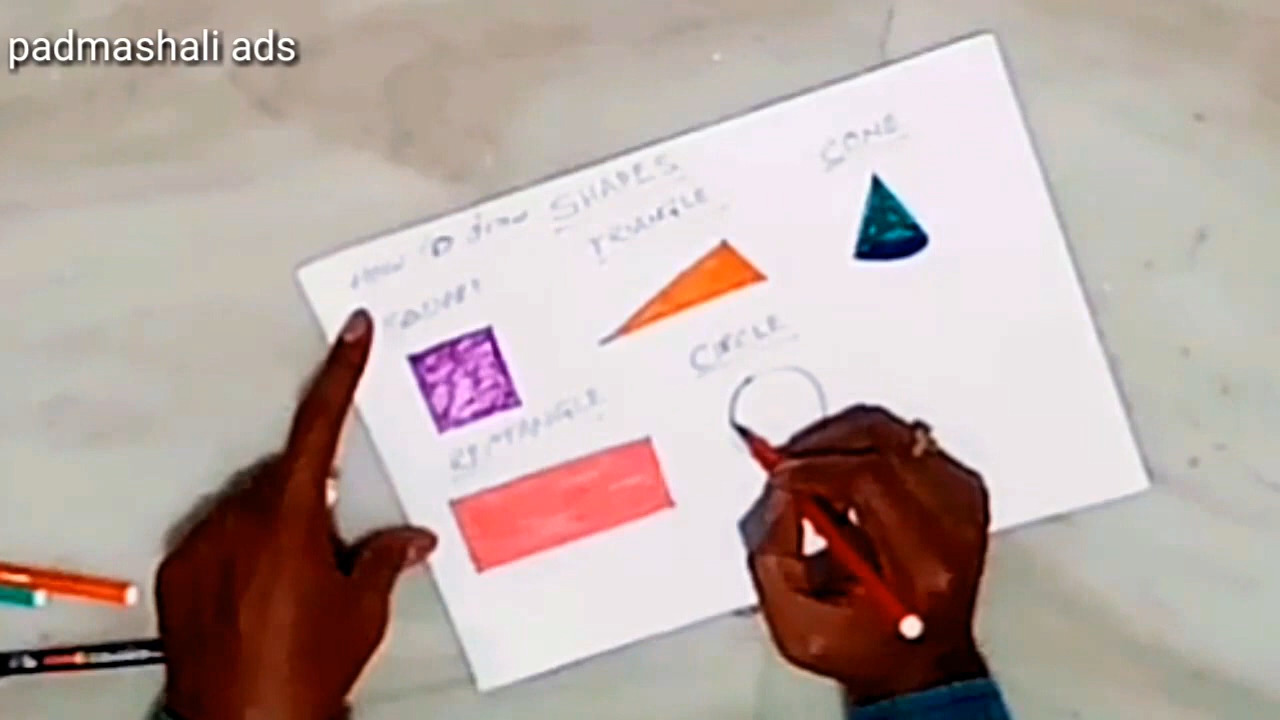 padmashali ads
HOW TO draw SHAPES
SQUARE
TRIANGLE
CONE
RECTANGLE
CIRCLE